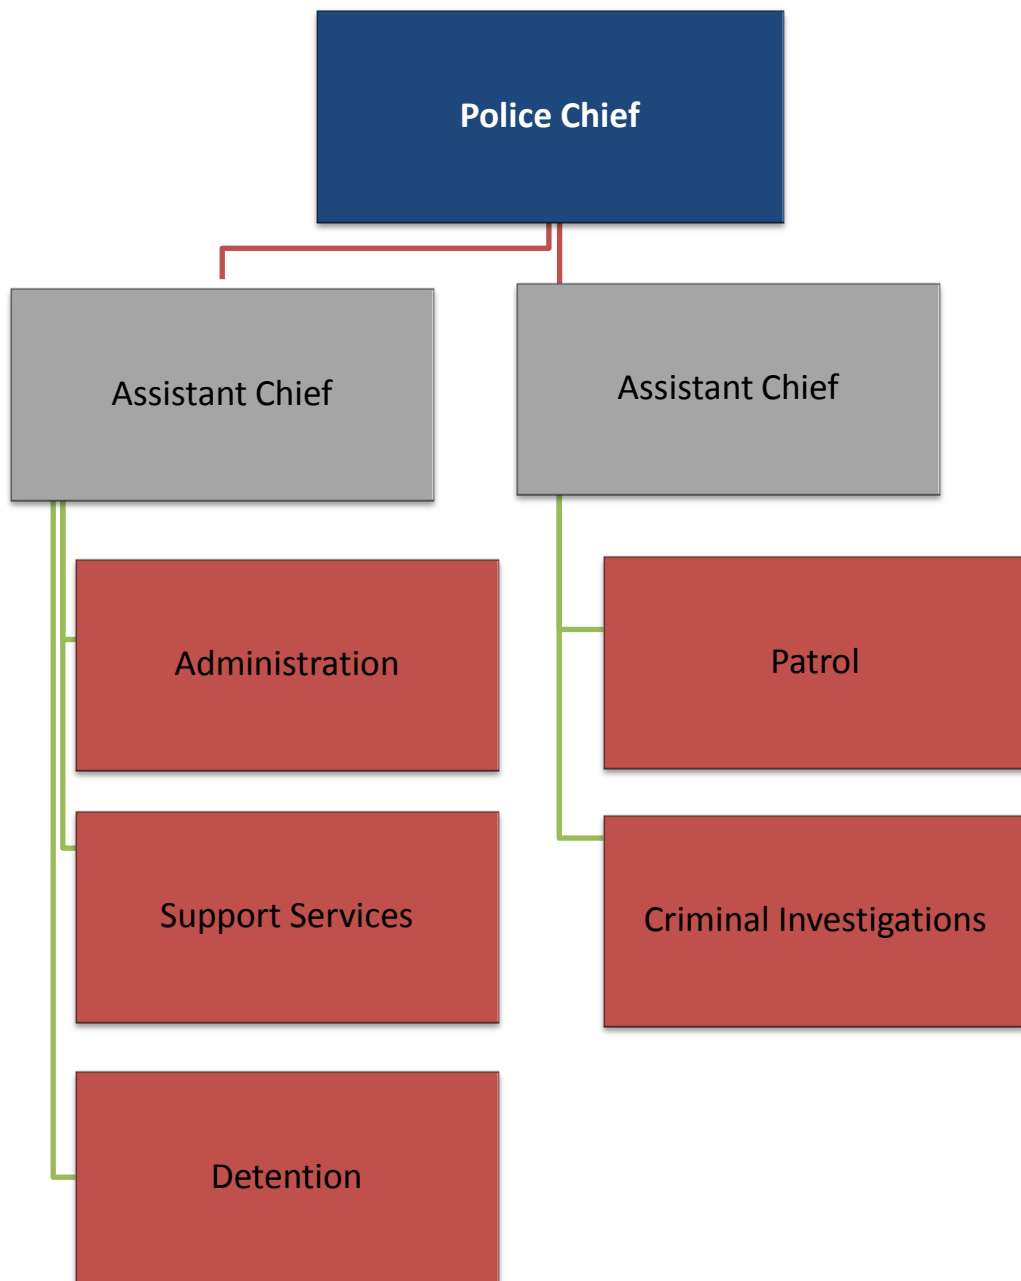 Police Chief
Assistant Chief
Assistant Chief
Administration
Patrol
Support Services
Criminal Investigations
Detention